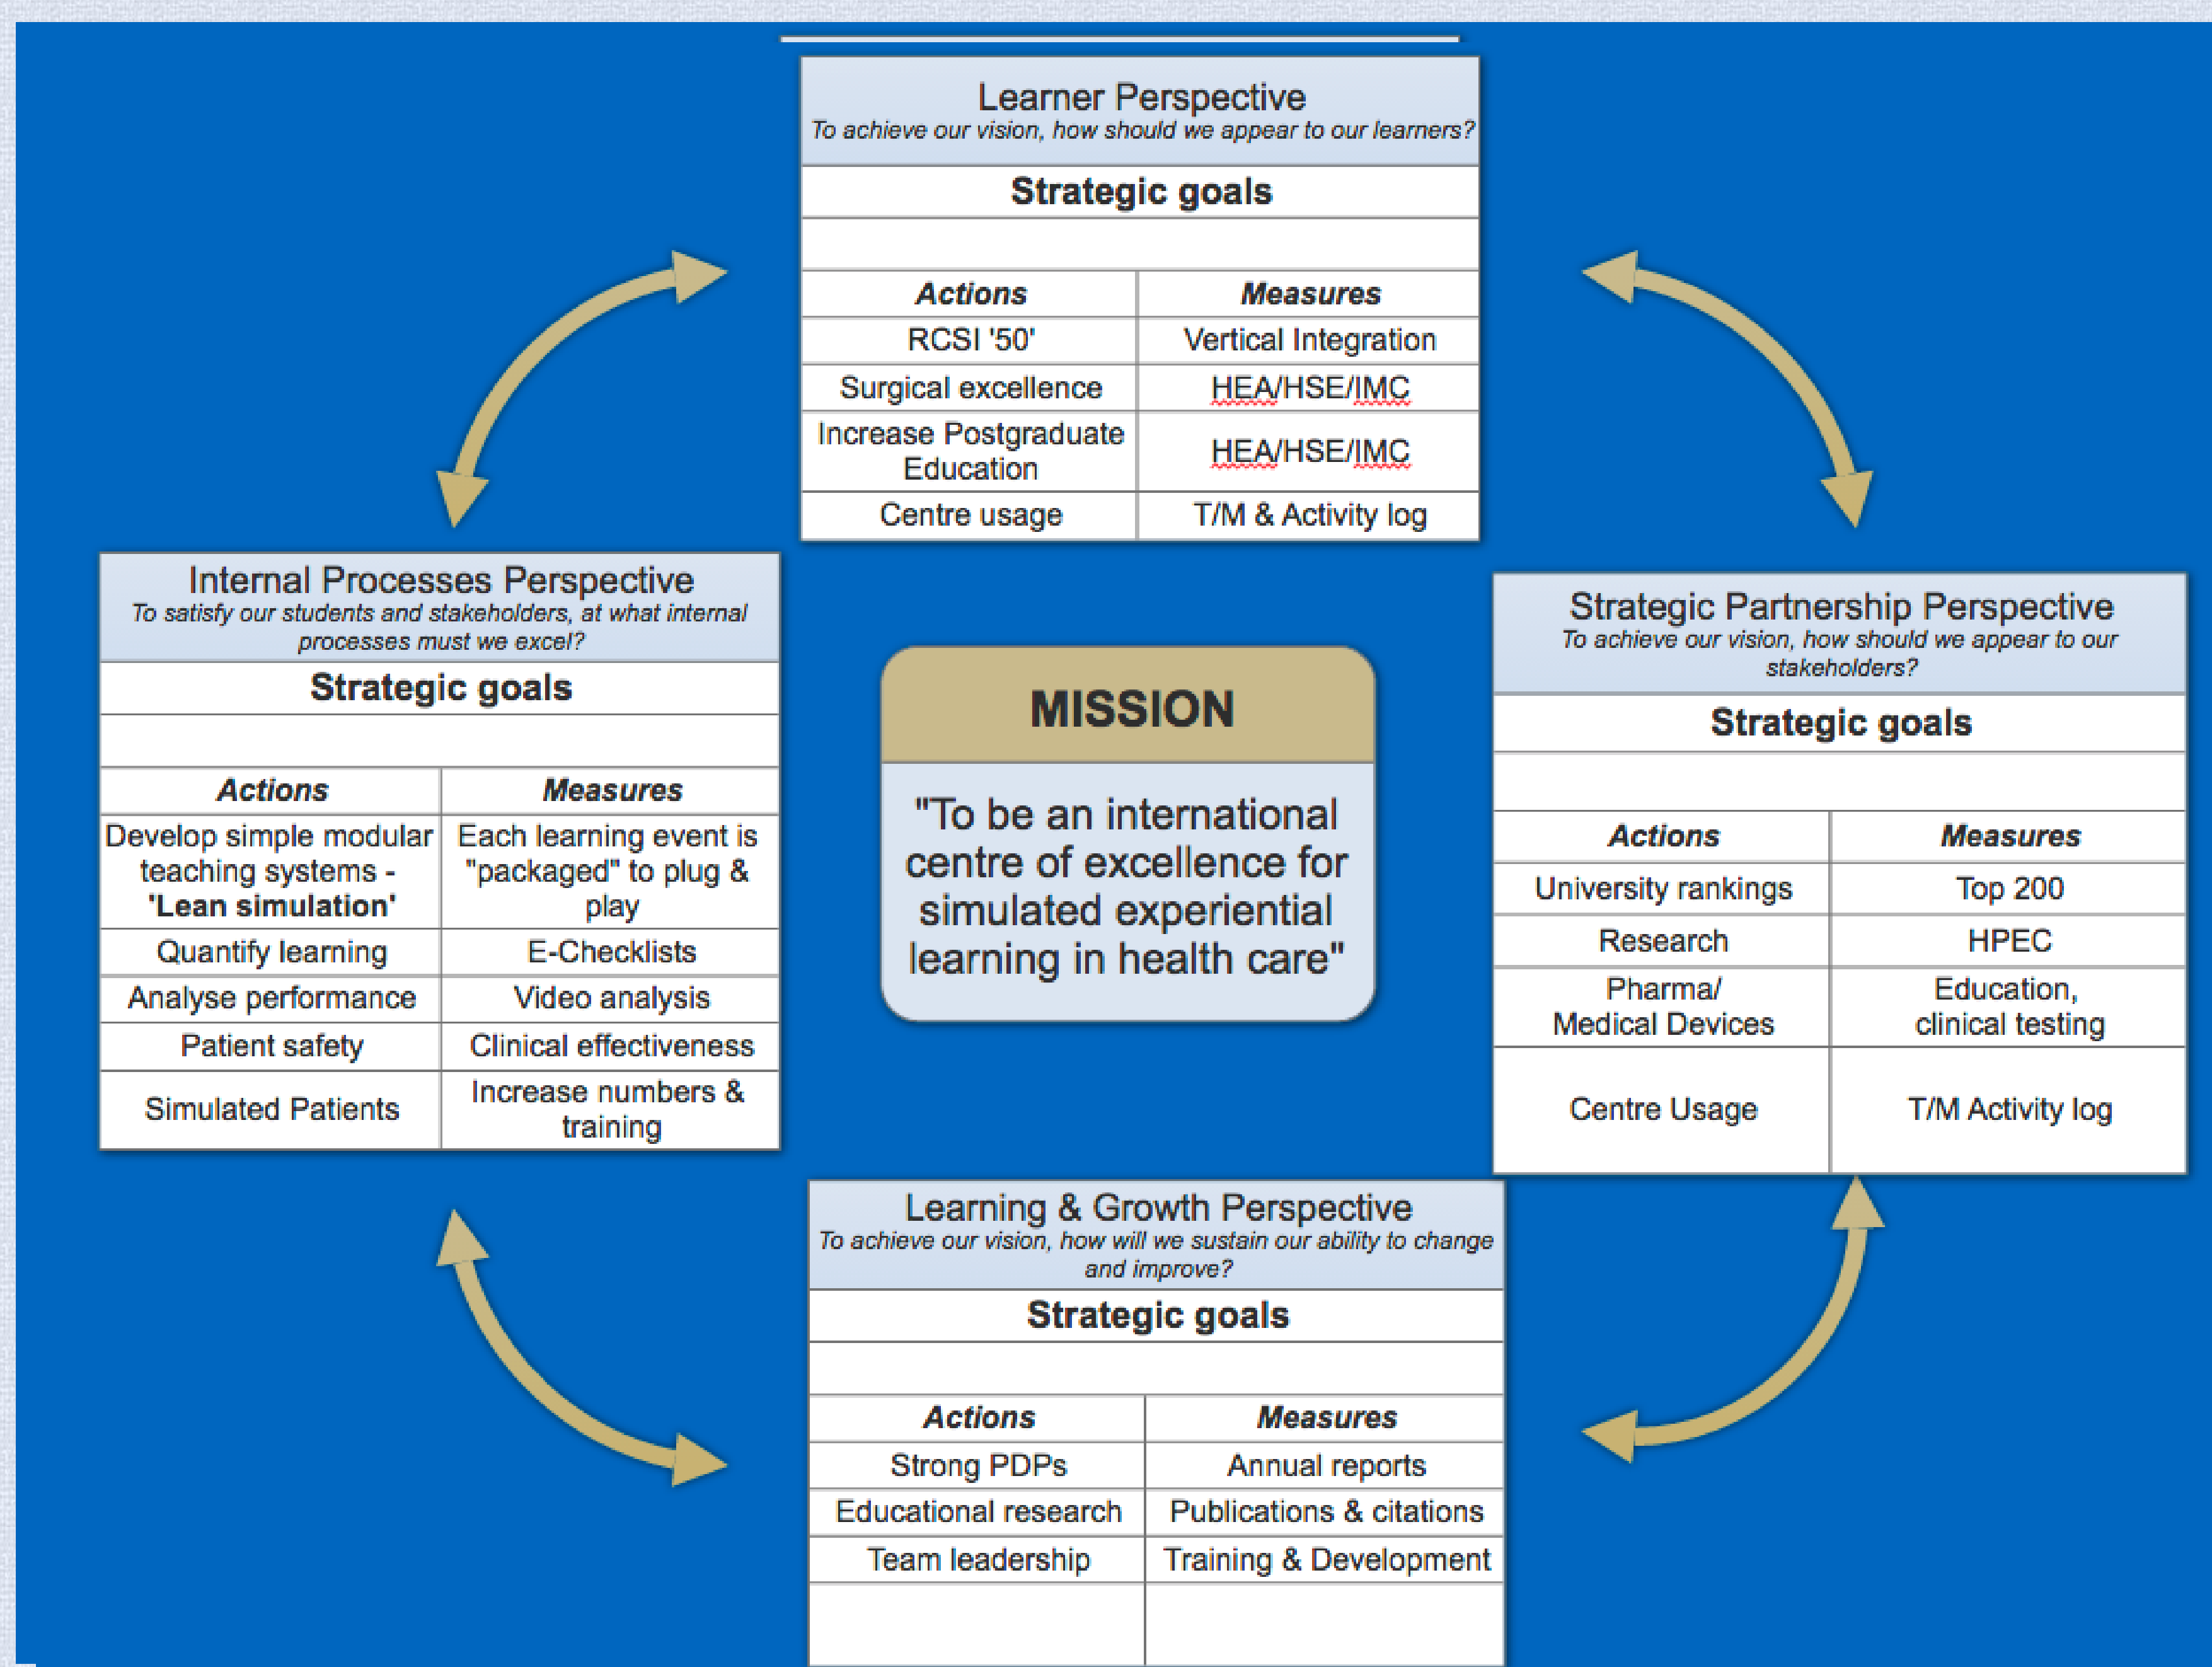 Learner Perspective
To achieve our vision, how should we appear to our learners?
Strategic goals
Actions Measures
RCSI '50' Vertical Integration
Surgical excellence HEA/HSE/IMC
Increase Postgraduate
Education
HEA/HSE/IMC
Centre usage T/M & Activity log
Internal Processes Perspective
To satisfy our students and stakeholders, at what internal
processes must we excel?
Strategic goals
Actions Measures
Develop simple modular
teaching systems -
'Lean simulation'
Each learning event is
"packaged" to plug &
play
Quantify learning E-Checklists
Analyse performance Video analysis
Patient safety Clinical effectiveness
Simulated Patients
Increase numbers &
training
MISSION
"To be an international
centre of excellence for
simulated experiential
learning in health care"
Strategic Partnership Perspective
To achieve our vision, how should we appear to our
stakeholders?
Strategic goals
Actions Measures
University rankings Top 200
Research HPEC
Pharma/
Medical Devices
Education,
clinical testing
Centre Usage T/M Activity log
Learning & Growth Perspective
To achieve our vision, how will we sustain our ability to change
and improve?
Strategic goals
Actions Measures
Strong PDPs Annual reports
Educational research Publications & citations
Team leadership Training & Development